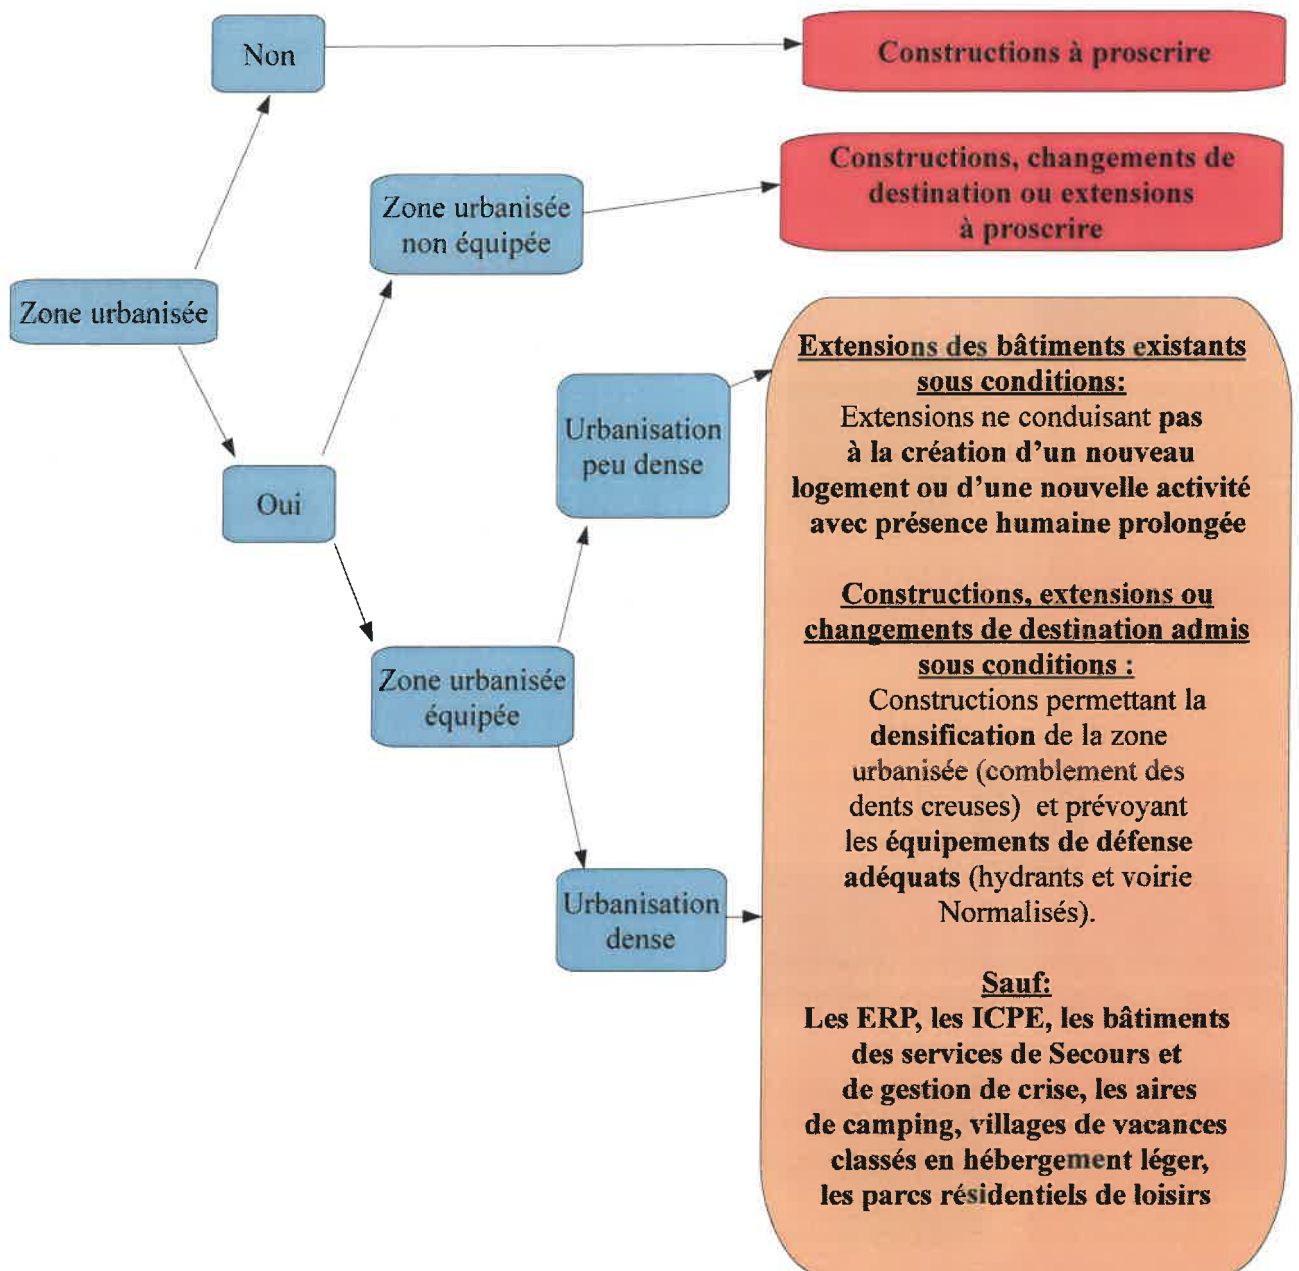 Non
Constructions à proscrire
Constructions, changements de
destination ou extensions
à proscrire
Zone urbanisée
non équipée
Zone urbanisée
Extensions des bâtiments existants
sous conditions:
Extensions ne conduisant pas
à la création d'un nouveau
logement ou d'une nouvelle activité
avec présence humaine prolongée
Urbanisation
peu dense
Oui
Constructions, extensions ou
changements de destination admis
sous conditions :
Constructions permettant la
densification de la zone
urbanisée (comblement des
dents creuses) et prévoyant
les équipements de défense
adéquats (hydrants et voirie
Normalisés).
Zone urbanisée
équipée
Urbanisation
dense
Sauf:
Les ERP, les ICPE, les bâtiments
des services de Secours et
de gestion de crise, les aires
de camping, villages de vacances
classés en hébergement léger,
les parcs résidentiels de loisirs